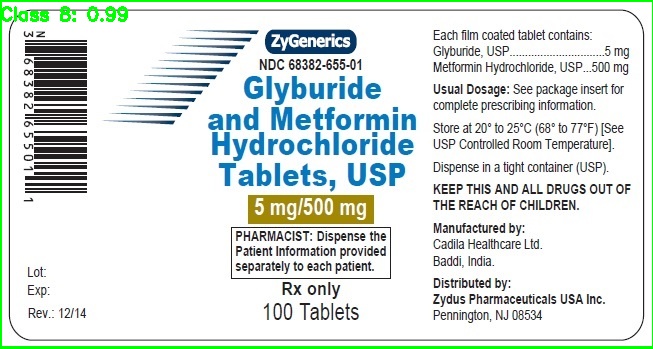 Class 8: 0.99
N
3 68382 65501 1
ZyGenerics
NDC 68382-655-01
Glyburide
and Metformin
Hydrochloride
Tablets, USP
5 mg/500 mg
PHARMACIST: Dispense the
Patient Information provided
separately to each patient.
Rx only
100 Tablets
Lot:
Exp:
Rev.: 12/14
Each film coated tablet contains:
Glyburide, USP...............................5 mg
Metformin Hydrochloride, USP...500 mg
Usual Dosage: See package insert for
complete prescribing information.
Store at 20° to 25°C (68° to 77°F) [See
USP Controlled Room Temperature].
Dispense in a tight container (USP).
KEEP THIS AND ALL DRUGS OUT OF
THE REACH OF CHILDREN.
Manufactured by:
Cadila Healthcare Ltd.
Baddi, India.
Distributed by:
Zydus Pharmaceuticals USA Inc.
Pennington, NJ 08534